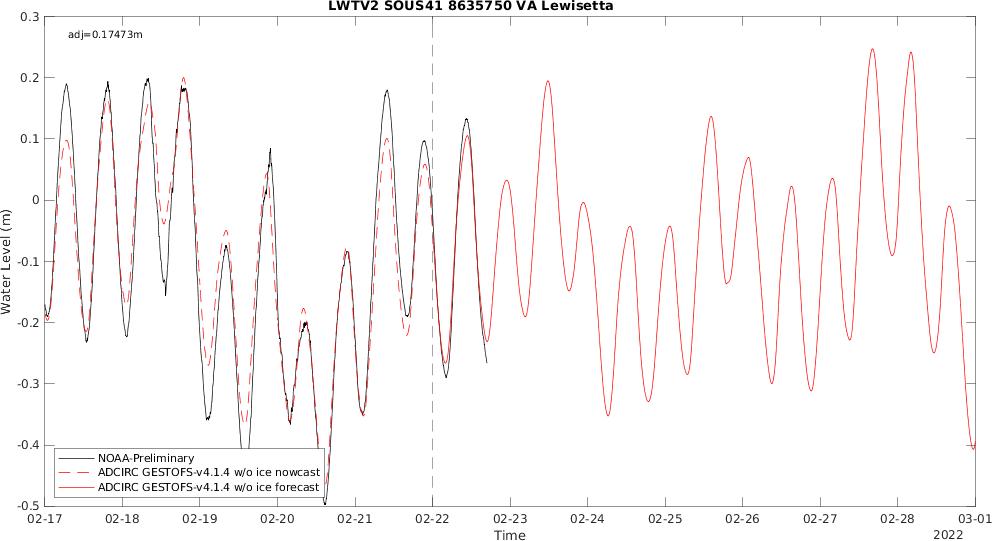 LWTV2 SOUS41 8635750 VA Lewisetta
adj=0.17473m
0.3
0.2
0.1
0
-0.1
-0.2
-0.3
-0.4
-0.5
Water Level (m)
NOAA-Preliminary
ADCIRC GESTOFS-v4.1.4 w/o ice nowcast
ADCIRC GESTOFS-v4.1.4 w/o ice forecast
02-17 02-18 02-19 02-20 02-21 02-22 02-23 02-24 02-25 02-26 02-27 02-28 03-01
Time
2022